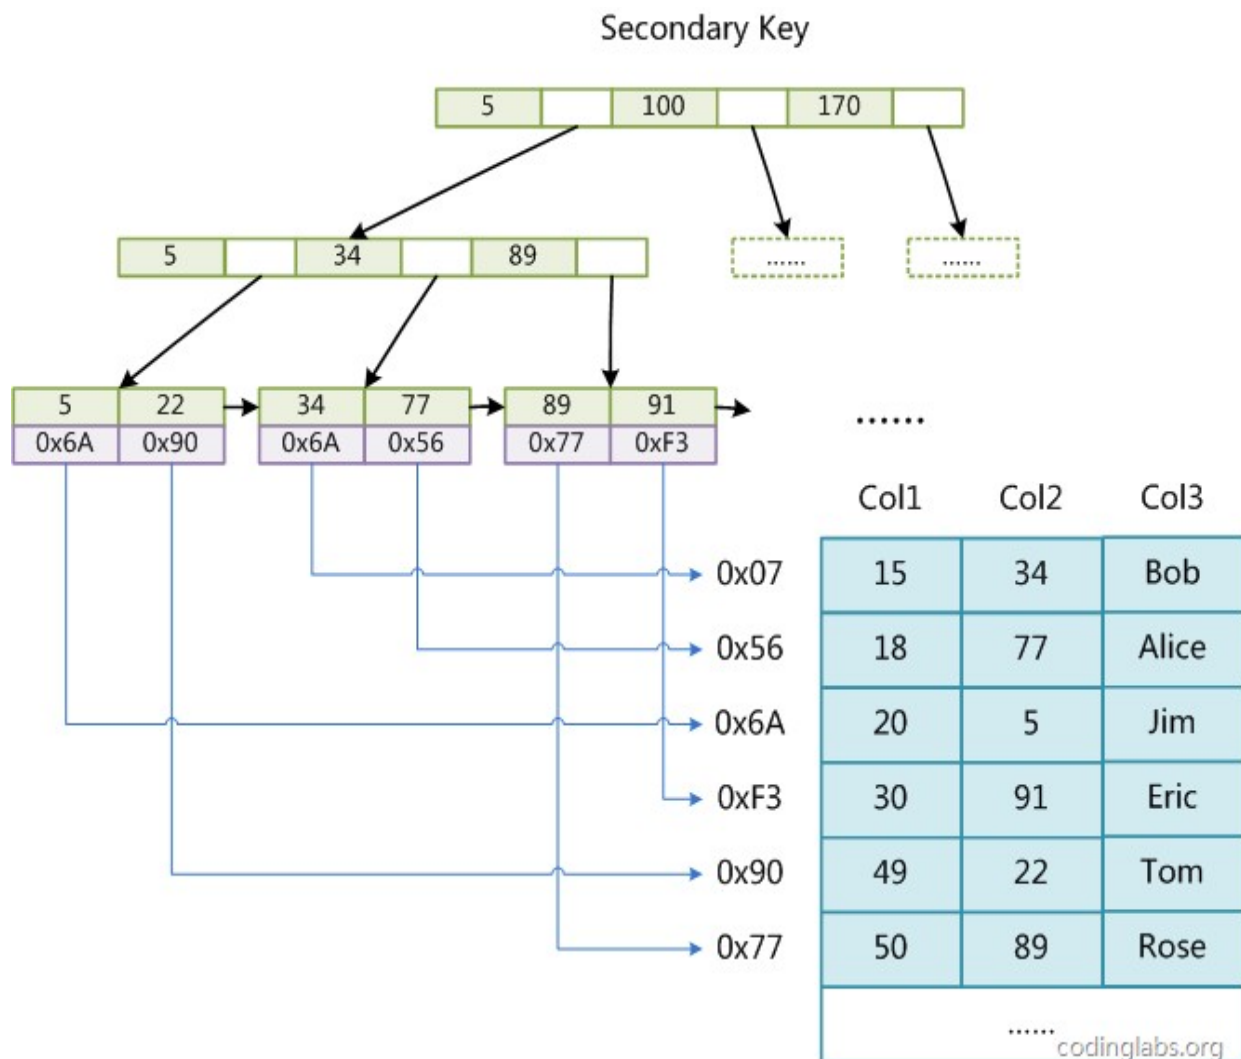 Secondary Key
5 100 170
5 34 89
…… ……
5 22 34 77 89 91
0x6A 0x90 0x6A 0x56 0x77 0xF3
……
Col1 Col2 Col3
0x07 15 34 Bob
0x56 18 77 Alice
0x6A 20 5 Jim
0xF3 30 91 Eric
0x90 49 22 Tom
0x77 50 89 Rose
……
codinglabs.org